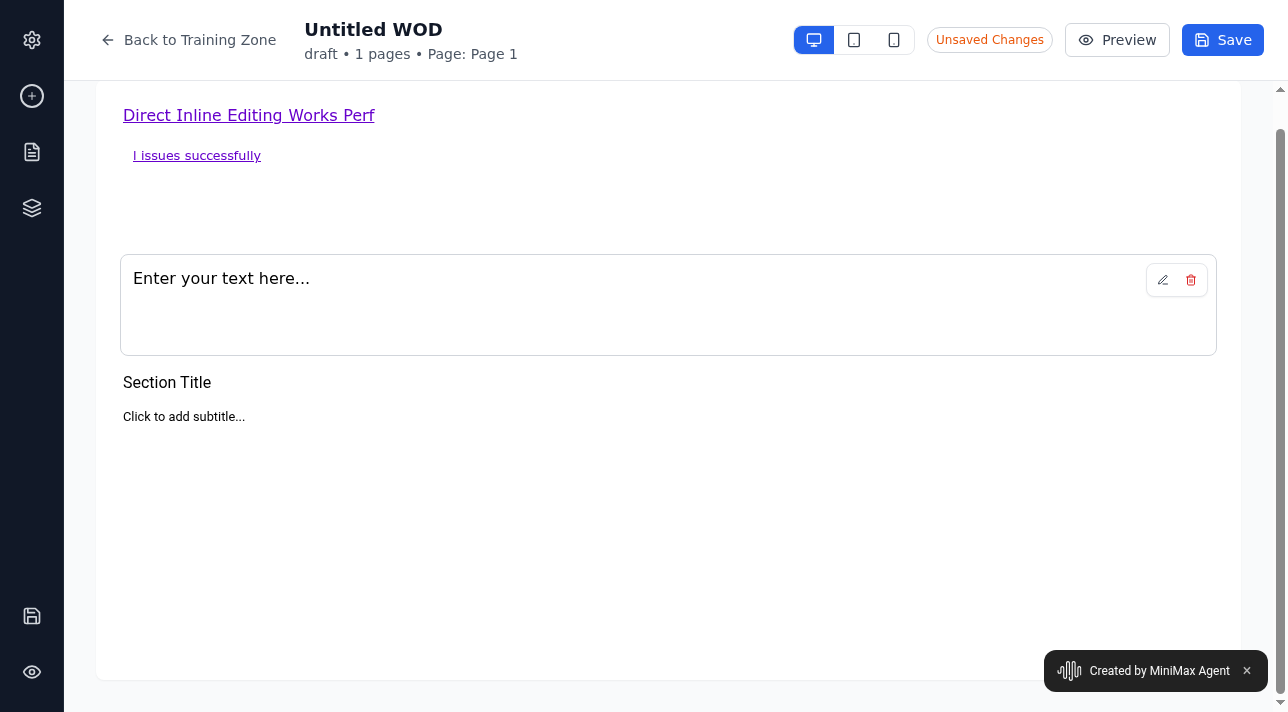 Back to Training Zone
Untitled WOD
draft • 1 pages • Page: Page 1
Unsaved Changes
Preview
Save
Direct Inline Editing Works Perf
l issues successfully
Enter your text here...
Section Title
Click to add subtitle...
Created by MiniMax Agent ×